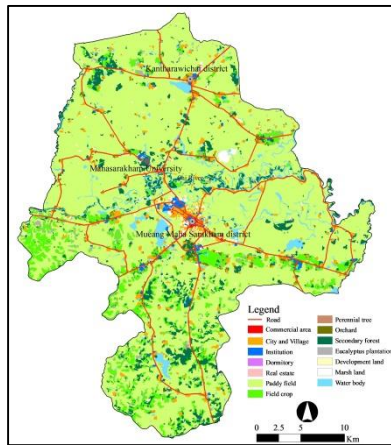 Kantharawichai district
Mahasarakham University
Mueang Maha Sarakham district
Legend
Road
Commercial area
City and Village
Institution
Dormitory
Real estate
Paddy field
Field crop
Perennial tree
Orchard
Secondary forest
Eucalyptus plantation
Development land
Marsh land
Water body
0 2.5 5 10
Km